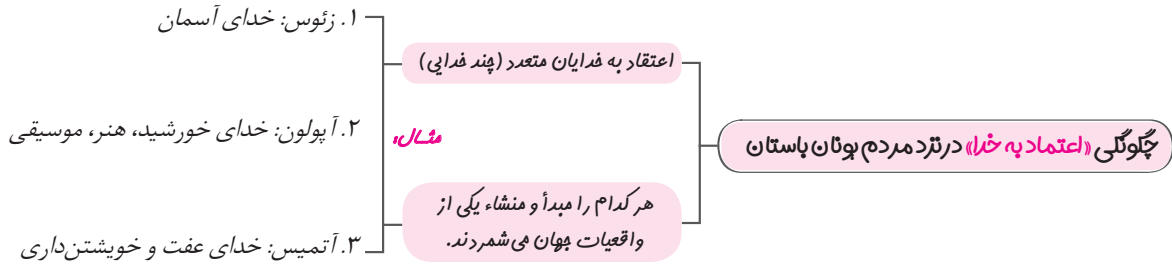 چگونگی «اعتماد به خدا» در نزد مردم یونان باستان
اعتقاد به خدایان متعدد (چند خدایی)
هر کدام را مبدأ و منشاء یکی از
واقعیات جهان می‌شمردند.
مثال:
۱. زئوس: خدای آسمان
۲. آپولون: خدای خورشید، هنر، موسیقی
۳. آتمیس: خدای عفت و خویشتن‌داری